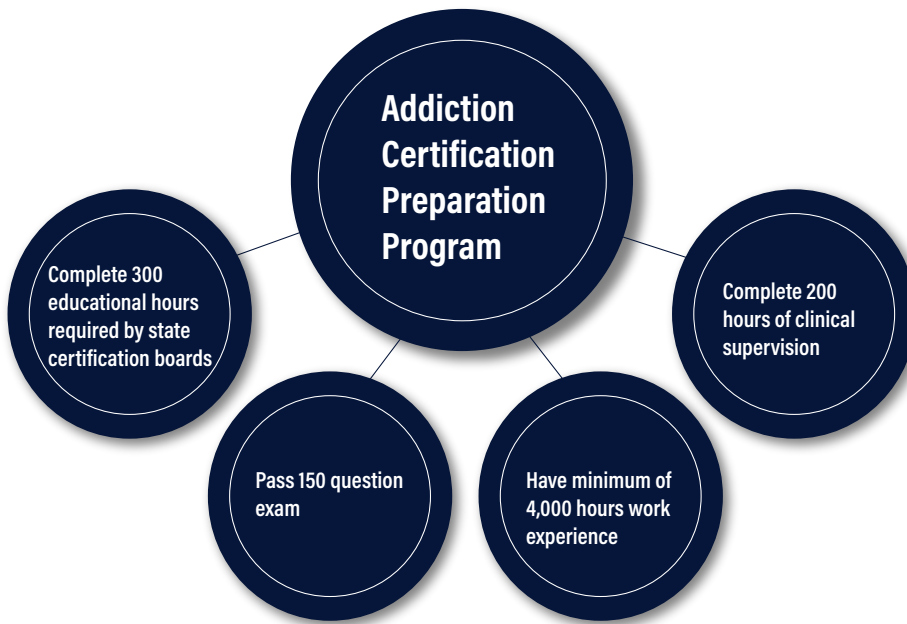 Addiction
Certification
Preparation
Program
Complete 300
educational hours
required by state
certification boards
Pass 150 question
exam
Have minimum of
4,000 hours work
experience
Complete 200
hours of clinical
supervision